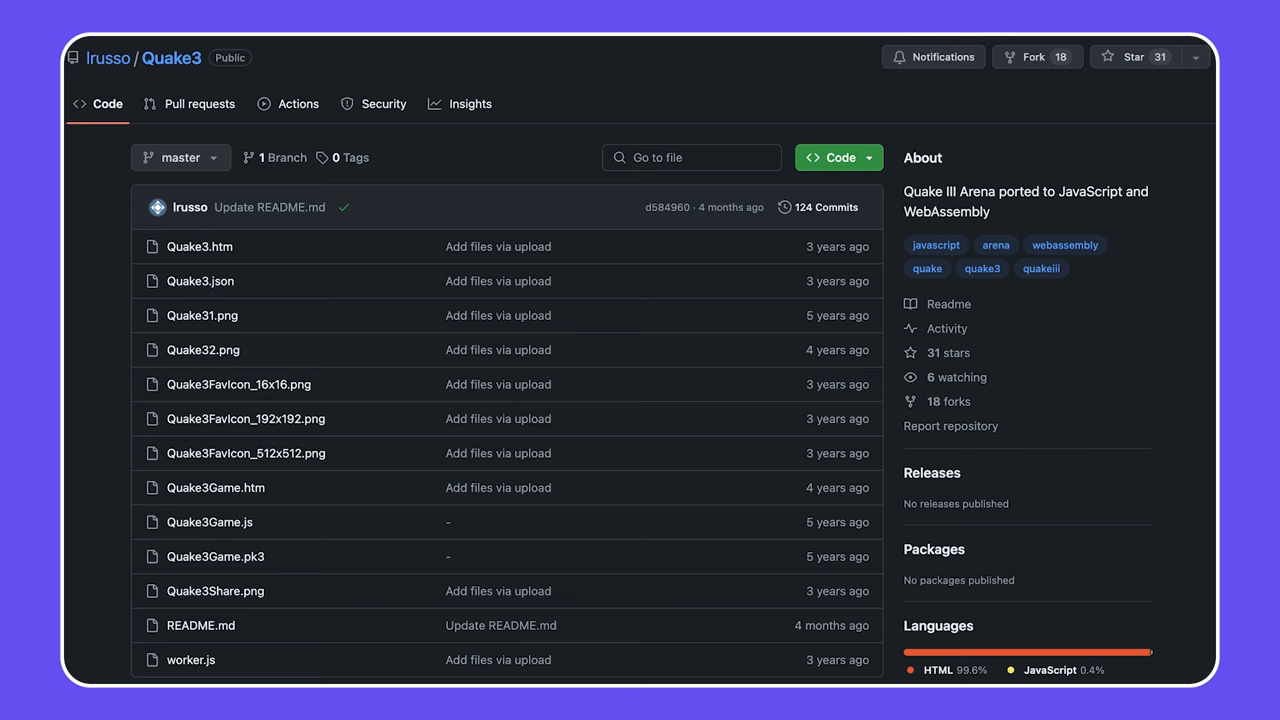 lrusso / Quake3 Public
Notifications Fork 18 Star 31
Code Pull requests Actions Security Insights
master 1 Branch 0 Tags Go to file Code
lrusso Update README.md d584960 · 4 months ago 124 Commits
Quake3.htm Add files via upload 3 years ago
Quake3.json Add files via upload 3 years ago
Quake31.png Add files via upload 5 years ago
Quake32.png Add files via upload 4 years ago
Quake3FavIcon_16x16.png Add files via upload 3 years ago
Quake3FavIcon_192x192.png Add files via upload 3 years ago
Quake3FavIcon_512x512.png Add files via upload 3 years ago
Quake3Game.htm Add files via upload 4 years ago
Quake3Game.js - 5 years ago
Quake3Game.pk3 - 5 years ago
Quake3Share.png Add files via upload 3 years ago
README.md Update README.md 4 months ago
worker.js Add files via upload 3 years ago
About
Quake III Arena ported to JavaScript and
WebAssembly
javascript arena webassembly
quake quake3 quakeiii
Readme
Activity
31 stars
6 watching
18 forks
Report repository
Releases
No releases published
Packages
No packages published
Languages
HTML 99.6% JavaScript 0.4%